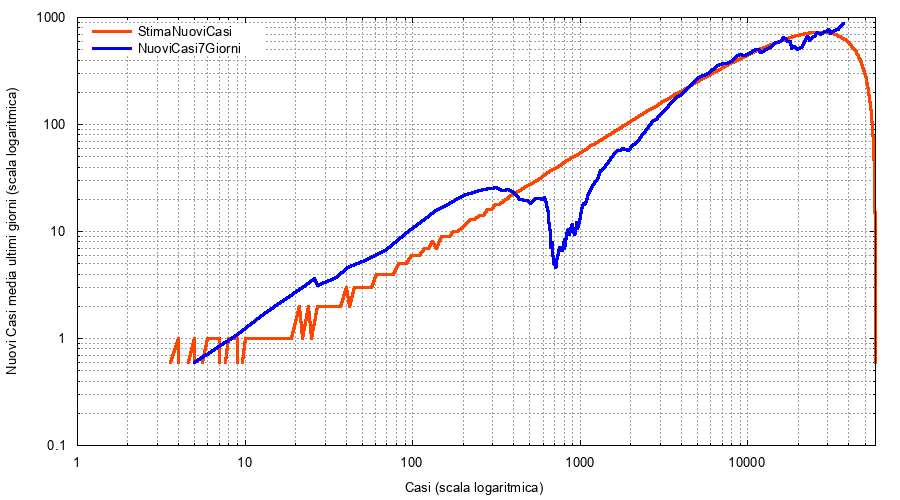 1000
StimaNuoviCasi
NuoviCasi7Giorni
100
10
1
0.1
Nuovi Casi media ultimi giorni (scala logaritmica)
1 10 100 1000 10000
Casi (scala logaritmica)